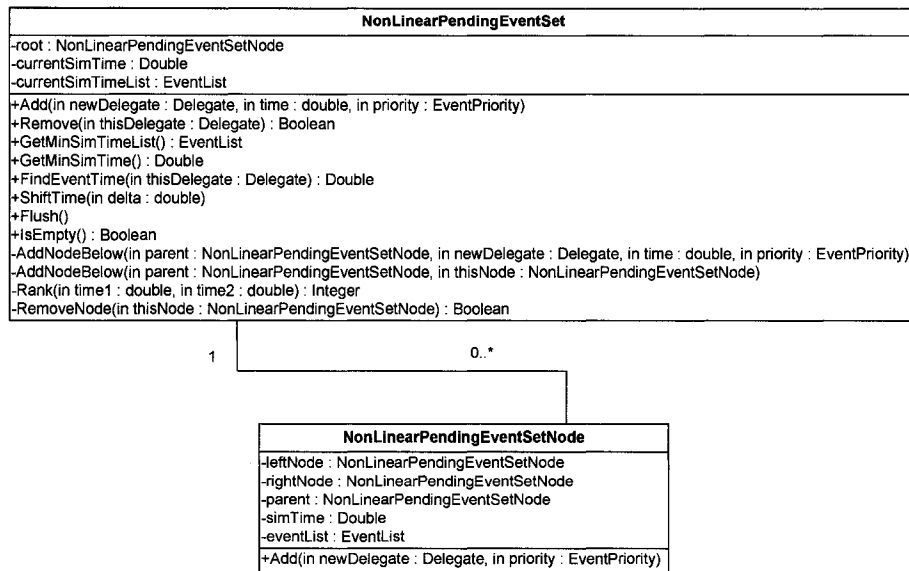 NonLinearPendingEventSet
-root : NonLinearPendingEventSetNode
-currentSimTime : Double
-currentSimTimeList : EventList
+Add(in newDelegate : Delegate, in time : double, in priority : EventPriority)
+Remove(in thisDelegate : Delegate) : Boolean
+GetMinSimTimeList() : EventList
+GetMinSimTime() : Double
+FindEventTime(in thisDelegate : Delegate) : Double
+ShiftTime(in delta : double)
+Flush()
+IsEmpty() : Boolean
-AddNodeBelow(in parent : NonLinearPendingEventSetNode, in newDelegate : Delegate, in time : double, in priority : EventPriority)
-AddNodeBelow(in parent : NonLinearPendingEventSetNode, in thisNode : NonLinearPendingEventSetNode)
-Rank(in time1 : double, in time2 : double) : Integer
-RemoveNode(in thisNode : NonLinearPendingEventSetNode) : Boolean
1 0..*
NonLinearPendingEventSetNode
-leftNode : NonLinearPendingEventSetNode
-rightNode : NonLinearPendingEventSetNode
-parent : NonLinearPendingEventSetNode
-simTime : Double
-eventList : EventList
+Add(in newDelegate : Delegate, in priority : EventPriority)